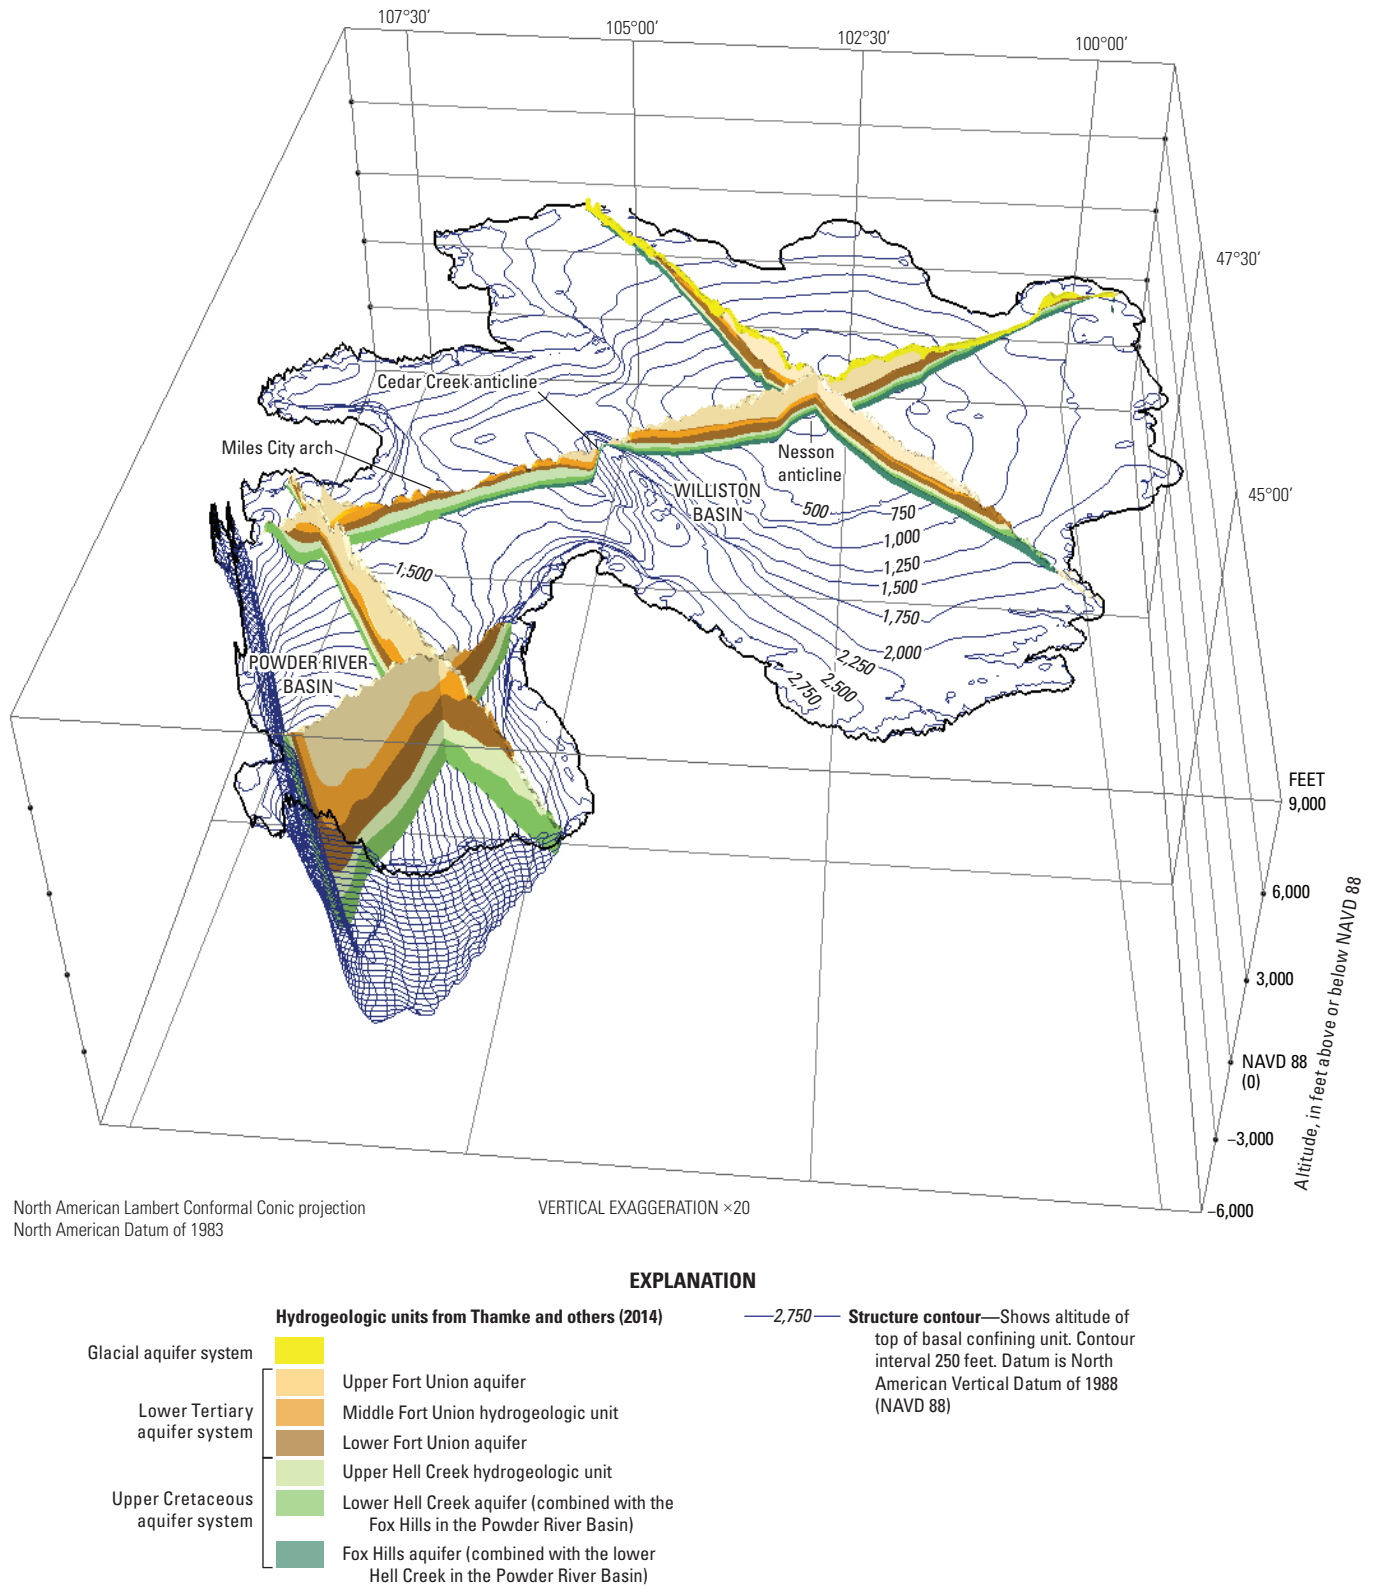 107°30′
105°00′
102°30′
100°00′
47°30′
Cedar Creek anticline
Miles City arch
Nesson
anticline
WILLISTON
BASIN
45°00′
500
750
1,000
1,250
1,500
1,500
1,750
2,000
2,250
2,500
2,750
POWDER RIVER
BASIN
FEET
9,000
6,000
3,000
NAVD 88
(0)
–3,000
–6,000
Altitude, in feet above or below NAVD 88
North American Lambert Conformal Conic projection
North American Datum of 1983
VERTICAL EXAGGERATION ×20
EXPLANATION
Hydrogeologic units from Thamke and others (2014)
Glacial aquifer system
Lower Tertiary
aquifer system
Upper Fort Union aquifer
Middle Fort Union hydrogeologic unit
Lower Fort Union aquifer
Upper Cretaceous
aquifer system
Upper Hell Creek hydrogeologic unit
Lower Hell Creek aquifer (combined with the
Fox Hills in the Powder River Basin)
Fox Hills aquifer (combined with the lower
Hell Creek in the Powder River Basin)
2,750
Structure contour—Shows altitude of
top of basal confining unit. Contour
interval 250 feet. Datum is North
American Vertical Datum of 1988
(NAVD 88)